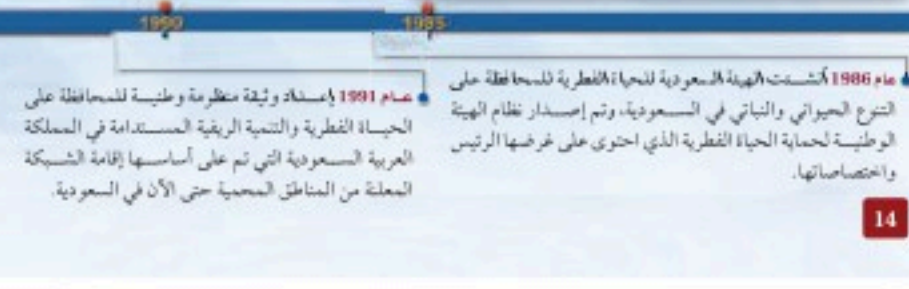 1990
1985
عام 1986 أنشئت الهيئة السعودية للحياة الفطرية للمحافظة على
التنوع الحيواني والنباتي في السعودية، وتم إصدار نظام الهيئة
الوطنية لحماية الحياة الفطرية الذي احتوى على غرضها الرئيس
واختصاصاتها.
عام 1991 إعداد وثيقة منظومة وطنية للمحافظة على
الحياة الفطرية والتنمية الريفية المستدامة في المملكة
العربية السعودية التي تم على أساسها إقامة الشبكة
المعلنة من المناطق المحمية حتى الآن في السعودية.
14